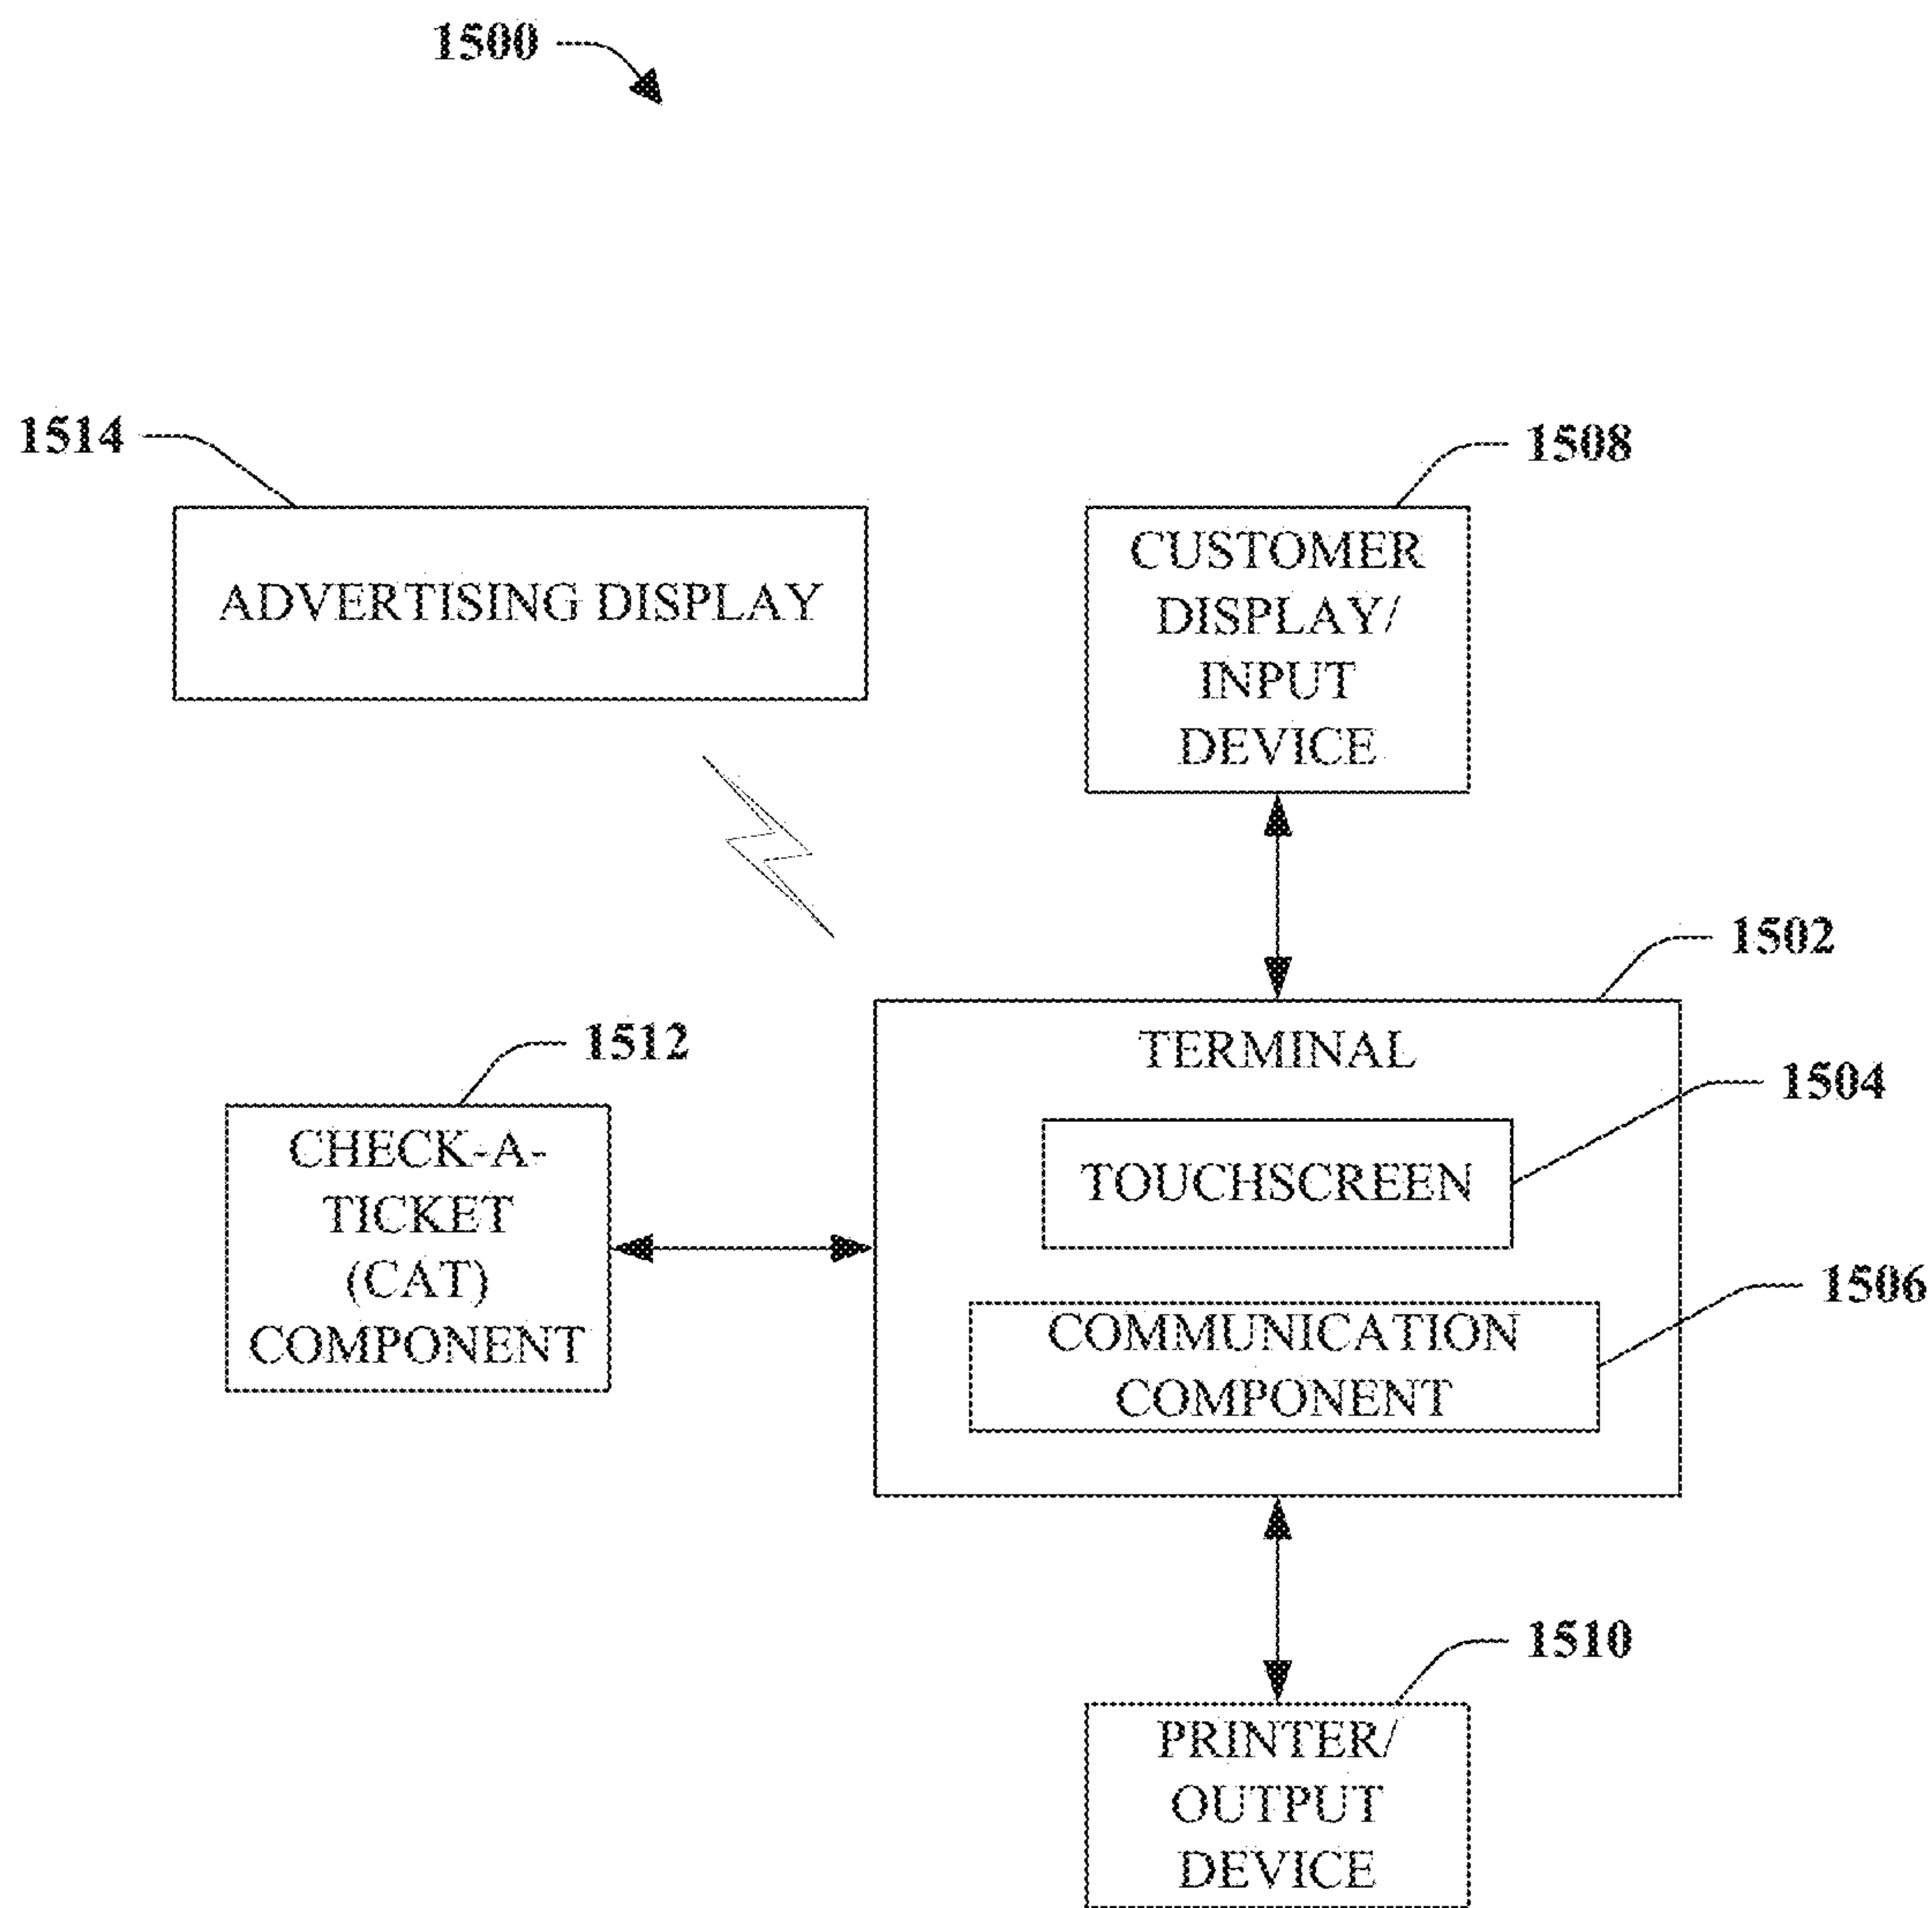 1500
1514
1508
ADVERTISING DISPLAY
CUSTOMER
DISPLAY/
INPUT
DEVICE
1502
1512
TERMINAL
1504
CHECK-A-
TICKET
(CAT)
COMPONENT
TOUCHSCREEN
1506
COMMUNICATION
COMPONENT
1510
PRINTER/
OUTPUT
DEVICE